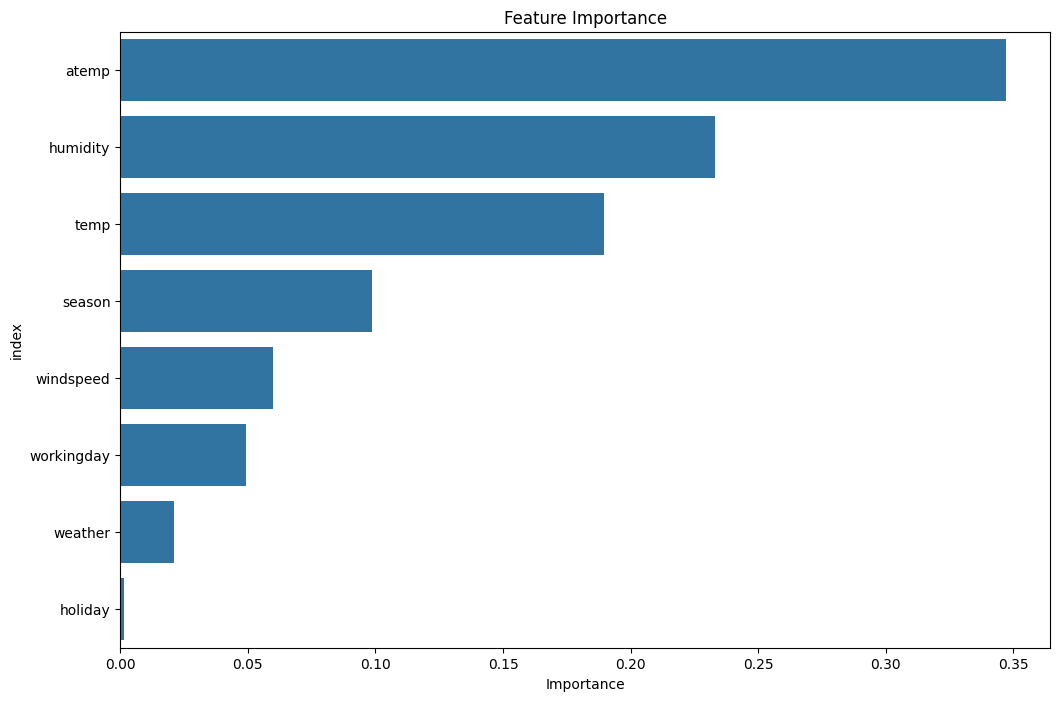 Feature Importance
atemp
humidity
temp
season
windspeed
workingday
weather
holiday
index
0.00 0.05 0.10 0.15 0.20 0.25 0.30 0.35
Importance